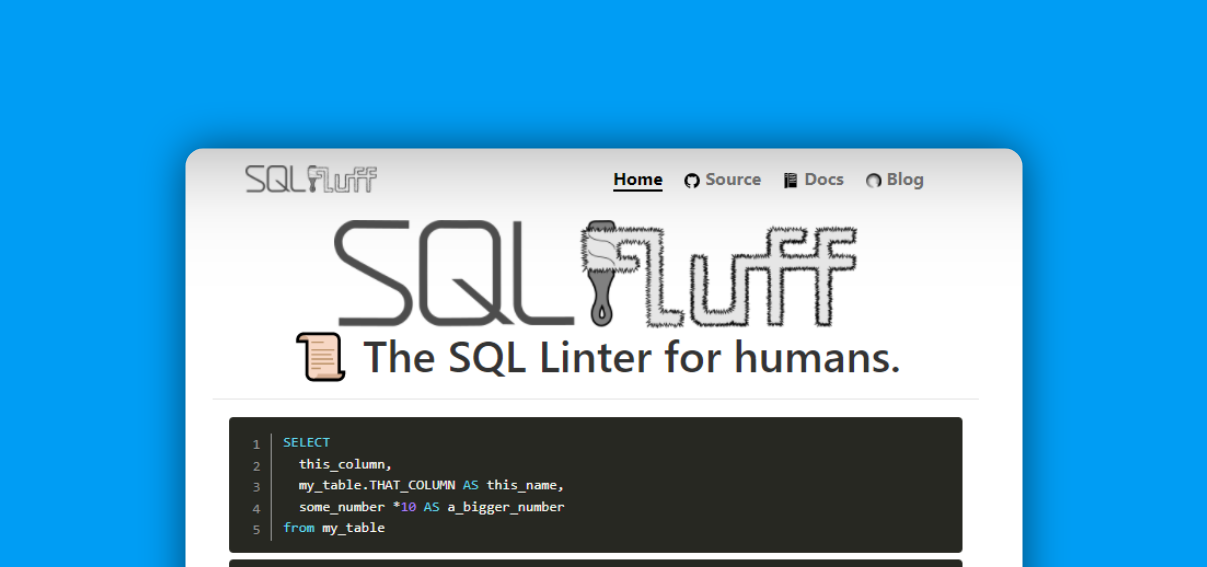 SQLFluff Home Source Docs Blog
SQLFluff
The SQL Linter for humans.
1 SELECT
2 this_column,
3 my_table.THAT_COLUMN AS this_name,
4 some_number *10 AS a_bigger_number
5 from my_table